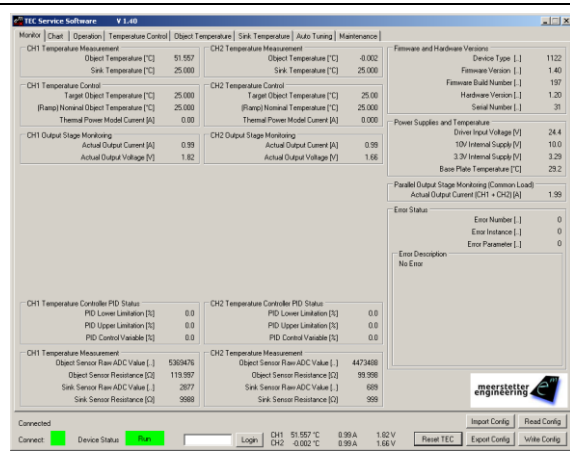 TEC Service Software V 1.40
Monitor Chart Operation Temperature Control Object Temperature Sink Temperature Auto Tuning Maintenance
CH1 Temperature Measurement
Object Temperature [°C] 51.557
Sink Temperature [°C] 25.000
CH1 Temperature Control
Target Object Temperature [°C] 25.000
(Ramp) Nominal Object Temperature [°C] 25.000
Thermal Power Model Current [A] 0.00
CH1 Output Stage Monitoring
Actual Output Current [A] 0.99
Actual Output Voltage [V] 1.82
CH1 Temperature Controller PID Status
PID Lower Limitation [%] 0.0
PID Upper Limitation [%] 0.0
PID Control Variable [%] 0.0
CH1 Temperature Measurement
Object Sensor Raw ADC Value [..] 5369476
Object Sensor Resistance [Ω] 119.997
Sink Sensor Raw ADC Value [..] 2877
Sink Sensor Resistance [Ω] 9988
CH2 Temperature Measurement
Object Temperature [°C] -0.002
Sink Temperature [°C] 25.000
CH2 Temperature Control
Target Object Temperature [°C] 25.00
(Ramp) Nominal Temperature [°C] 25.000
Thermal Power Model Current [A] 0.000
CH2 Output Stage Monitoring
Actual Output Current [A] 0.99
Actual Output Voltage [V] 1.66
CH2 Temperature Controller PID Status
PID Lower Limitation [%] 0.0
PID Upper Limitation [%] 0.0
PID Control Variable [%] 0.0
CH2 Temperature Measurement
Object Sensor Raw ADC Value [..] 4473488
Object Sensor Resistance [Ω] 99.998
Sink Sensor Raw ADC Value [..] 689
Sink Sensor Resistance [Ω] 999
Firmware and Hardware Versions
Device Type [..] 1122
Firmware Version [..] 1.40
Firmware Build Number [..] 197
Hardware Version [..] 1.20
Serial Number [..] 31
Power Supplies and Temperature
Driver Input Voltage [V] 24.4
10V Internal Supply [V] 10.0
3.3V Internal Supply [V] 3.29
Base Plate Temperature [°C] 29.2
Parallel Output Stage Monitoring (Common Load)
Actual Output Current (CH1 + CH2) [A] 1.99
Error Status
Error Number [..] 0
Error Instance [..] 0
Error Parameter [..] 0
Error Description
No Error
meerstetter
engineering
Connected
Connect: Device Status Run Login
CH1 51.557 °C 0.99 A 1.82 V
CH2 -0.002 °C 0.99 A 1.66 V
Reset TEC
Import Config Read Config
Export Config Write Config